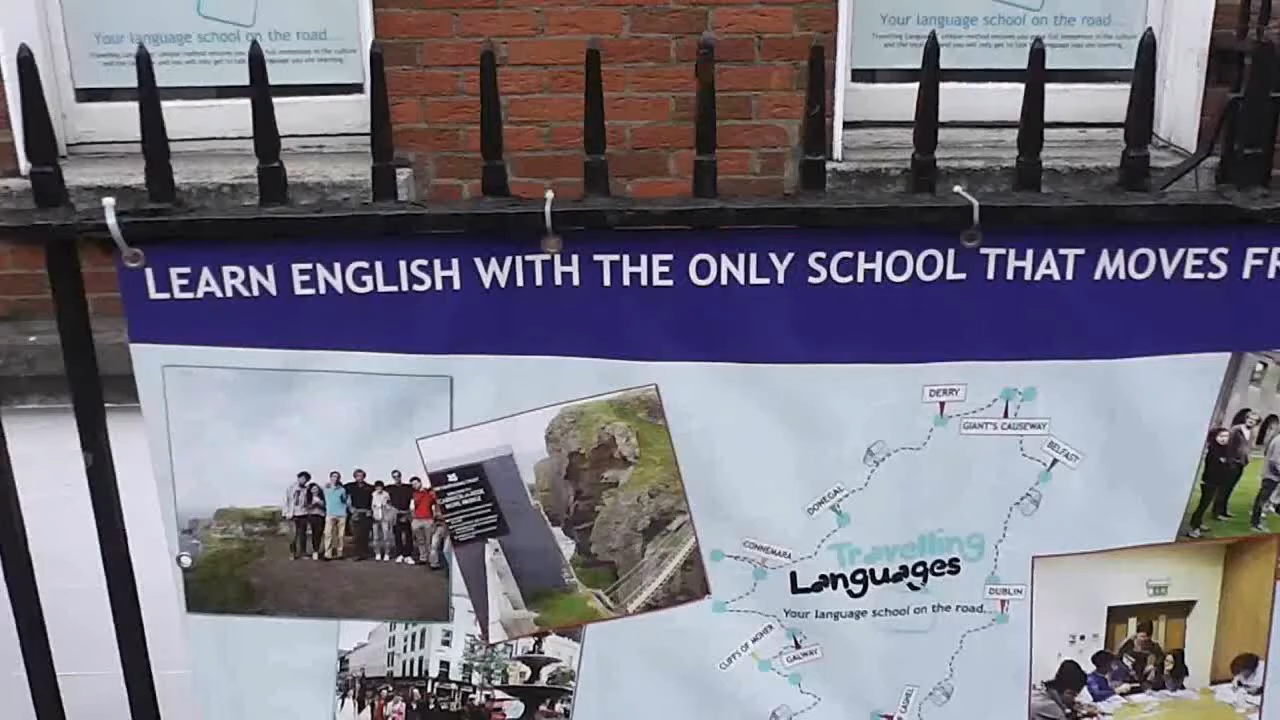 Your language school on the road...
Your language school on the road...
LEARN ENGLISH WITH THE ONLY SCHOOL THAT MOVES FR
DERRY
GIANT'S CAUSEWAY
BELFAST
DONEGAL
CONNEMARA
Travelling
Languages
Your language school on the road...
DUBLIN
CLIFFS OF MOHER
GALWAY
CASHEL